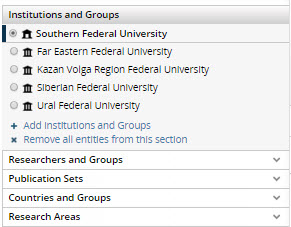 Institutions and Groups
Southern Federal University
Far Eastern Federal University
Kazan Volga Region Federal University
Siberian Federal University
Ural Federal University
+ Add Institutions and Groups
× Remove all entities from this section
Researchers and Groups
Publication Sets
Countries and Groups
Research Areas